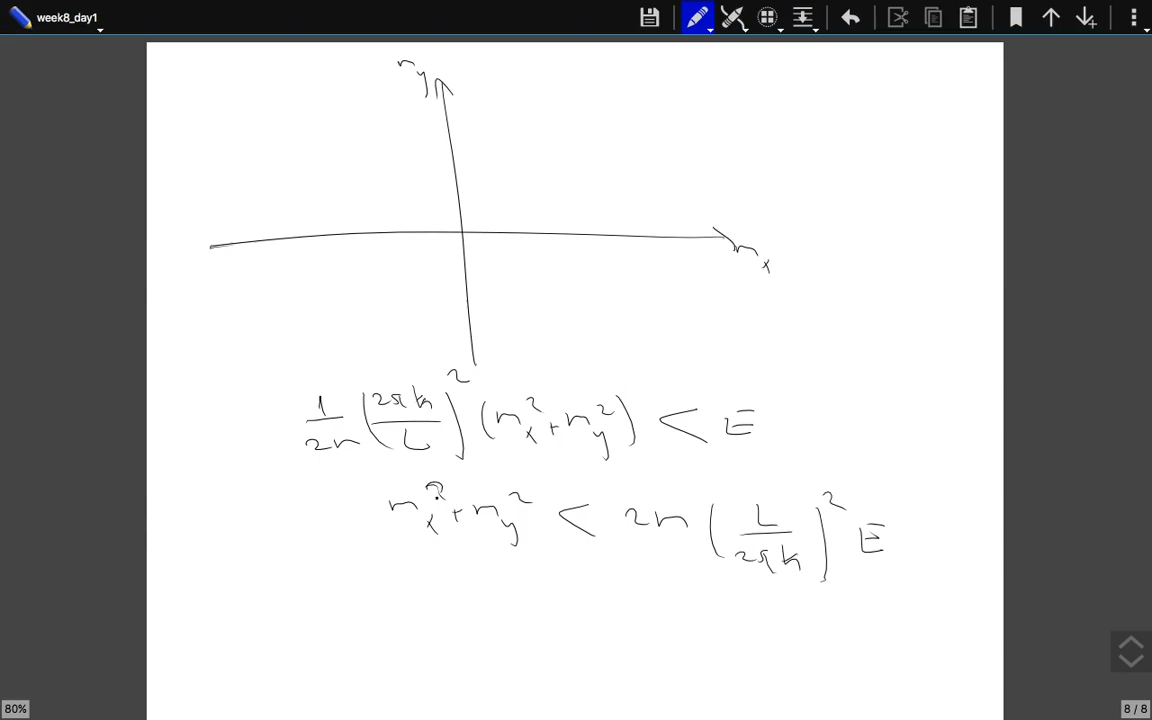 week8_day1
n_y
n_x
1/2m (2πħ/L)^2 (n_x^2 + n_y^2) < E
n_x^2 + n_y^2 < 2m (L/2πħ)^2 E
80%
8 / 8